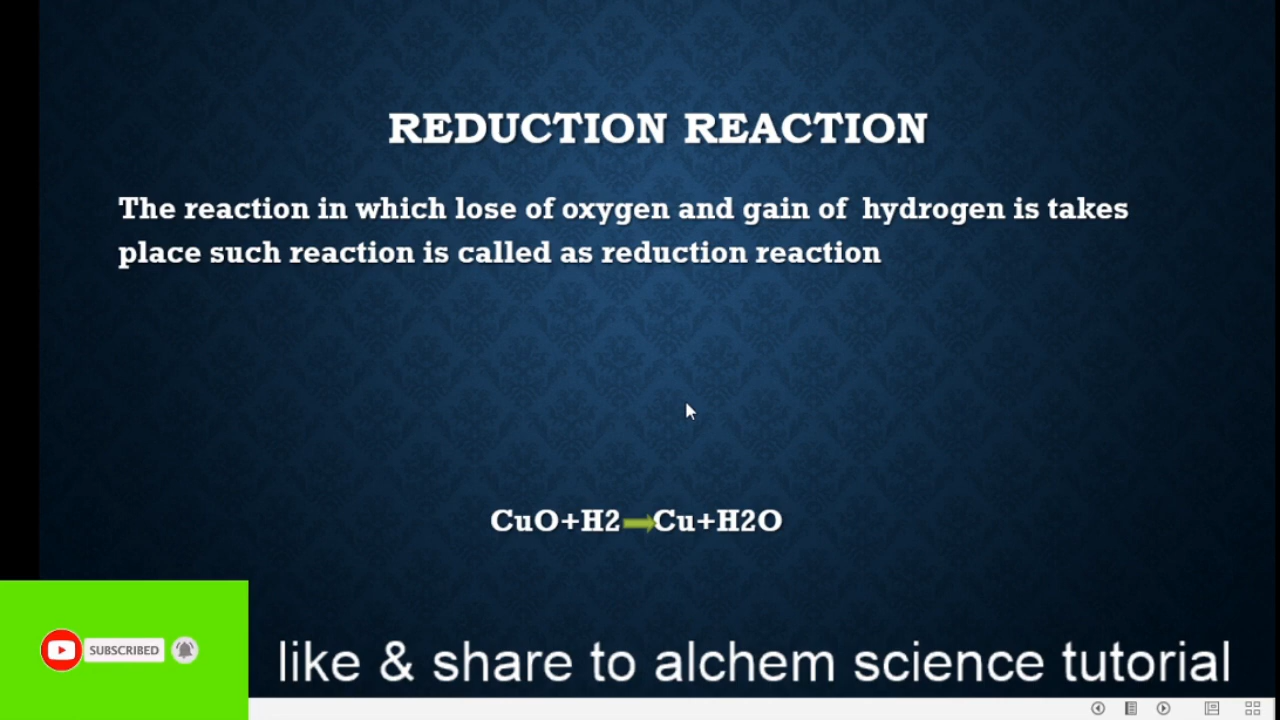 REDUCTION REACTION
The reaction in which lose of oxygen and gain of  hydrogen is takes
place such reaction is called as reduction reaction
CuO+H2 Cu+H2O
SUBSCRIBED
like & share to alchem science tutorial